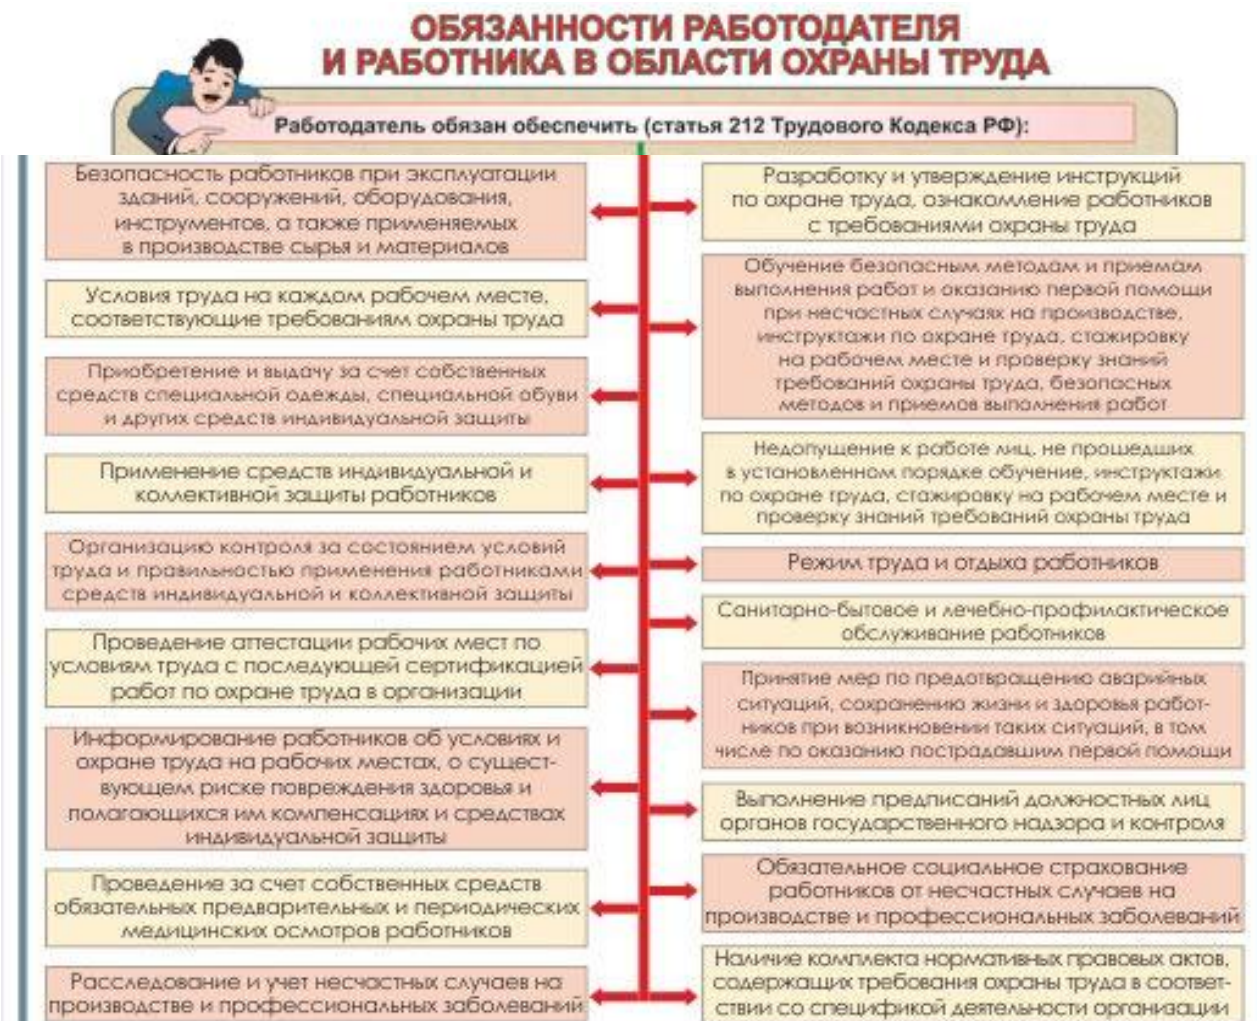 ОБЯЗАННОСТИ РАБОТОДАТЕЛЯ
И РАБОТНИКА В ОБЛАСТИ ОХРАНЫ ТРУДА
Работодатель обязан обеспечить (статья 212 Трудового Кодекса РФ):
Безопасность работников при эксплуатации
зданий, сооружений, оборудования,
инструментов, а также применяемых
в производстве сырья и материалов
Условия труда на каждом рабочем месте,
соответствующие требованиям охраны труда
Приобретение и выдачу за счет собственных
средств специальной одежды, специальной обуви
и других средств индивидуальной защиты
Применение средств индивидуальной и
коллективной защиты работников
Организацию контроля за состоянием условий
труда и правильностью применения работниками
средств индивидуальной и коллективной защиты
Проведение аттестации рабочих мест по
условиям труда с последующей сертификацией
работ по охране труда в организации
Информирование работников об условиях и
охране труда на рабочих местах, о сущест-
вующем риске повреждения здоровья и
полагающихся им компенсациях и средствах
индивидуальной защиты
Проведение за счет собственных средств
обязательных предварительных и периодических
медицинских осмотров работников
Расследование и учет несчастных случаев на
производстве и профессиональных заболеваний
Разработку и утверждение инструкций
по охране труда, ознакомление работников
с требованиями охраны труда
Обучение безопасным методам и приемам
выполнения работ и оказанию первой помощи
при несчастных случаях на производстве,
инструктажи по охране труда, стажировку
на рабочем месте и проверку знаний
требований охраны труда, безопасных
методов и приемов выполнения работ
Недопущение к работе лиц, не прошедших
в установленном порядке обучение, инструктажи
по охране труда, стажировку на рабочем месте и
проверку знаний требований охраны труда
Режим труда и отдыха работников
Санитарно-бытовое и лечебно-профилактическое
обслуживание работников
Принятие мер по предотвращению аварийных
ситуаций, сохранению жизни и здоровья работ-
ников при возникновении таких ситуаций, в том
числе по оказанию пострадавшим первой помощи
Выполнение предписаний должностных лиц
органов государственного надзора и контроля
Обязательное социальное страхование
работников от несчастных случаев на
производстве и профессиональных заболеваний
Наличие комплекта нормативных правовых актов,
содержащих требования охраны труда в соответ-
ствии со спецификой деятельности организации